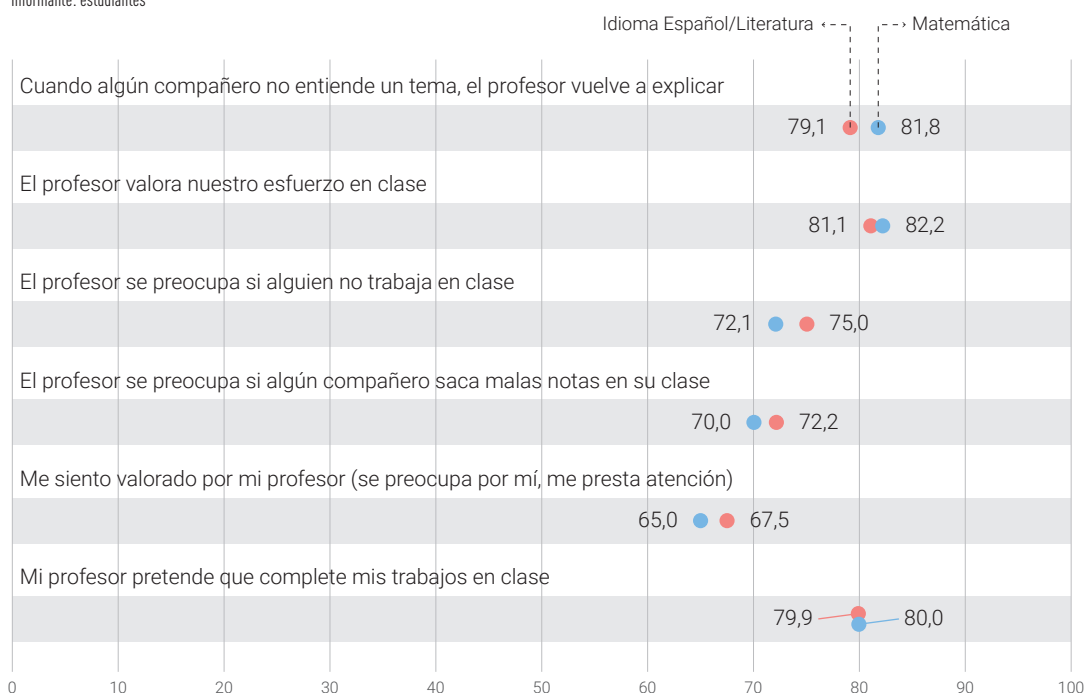 Informante: estudiantes
Idioma Español/Literatura
Matemática
Cuando algún compañero no entiende un tema, el profesor vuelve a explicar
79,1
81,8
El profesor valora nuestro esfuerzo en clase
81,1
82,2
El profesor se preocupa si alguien no trabaja en clase
72,1
75,0
El profesor se preocupa si algún compañero saca malas notas en su clase
70,0
72,2
Me siento valorado por mi profesor (se preocupa por mí, me presta atención)
65,0
67,5
Mi profesor pretende que complete mis trabajos en clase
79,9
80,0
0 10 20 30 40 50 60 70 80 90 100